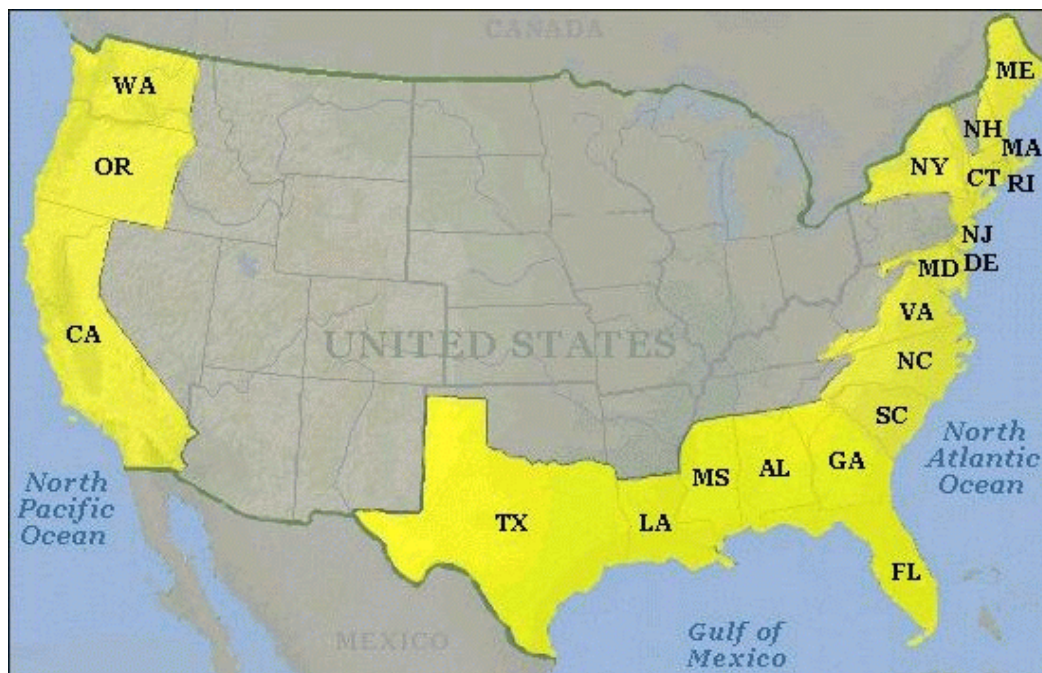 CANADA
WA
ME
OR
NH
MA
NY
CT
RI
NJ
MD
DE
VA
CA
UNITED STATES
NC
SC
North
Atlantic
Ocean
GA
MS
AL
North
Pacific
Ocean
TX
LA
FL
Gulf of
Mexico
MEXICO